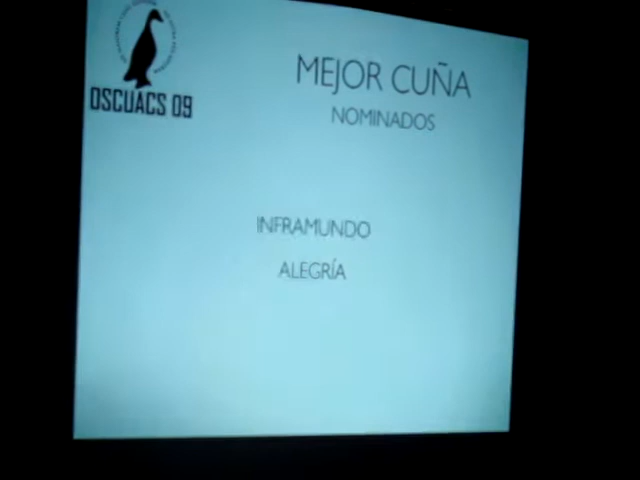 OSCUACS 09
MEJOR CUÑA
NOMINADOS
INFRAMUNDO
ALEGRÍA